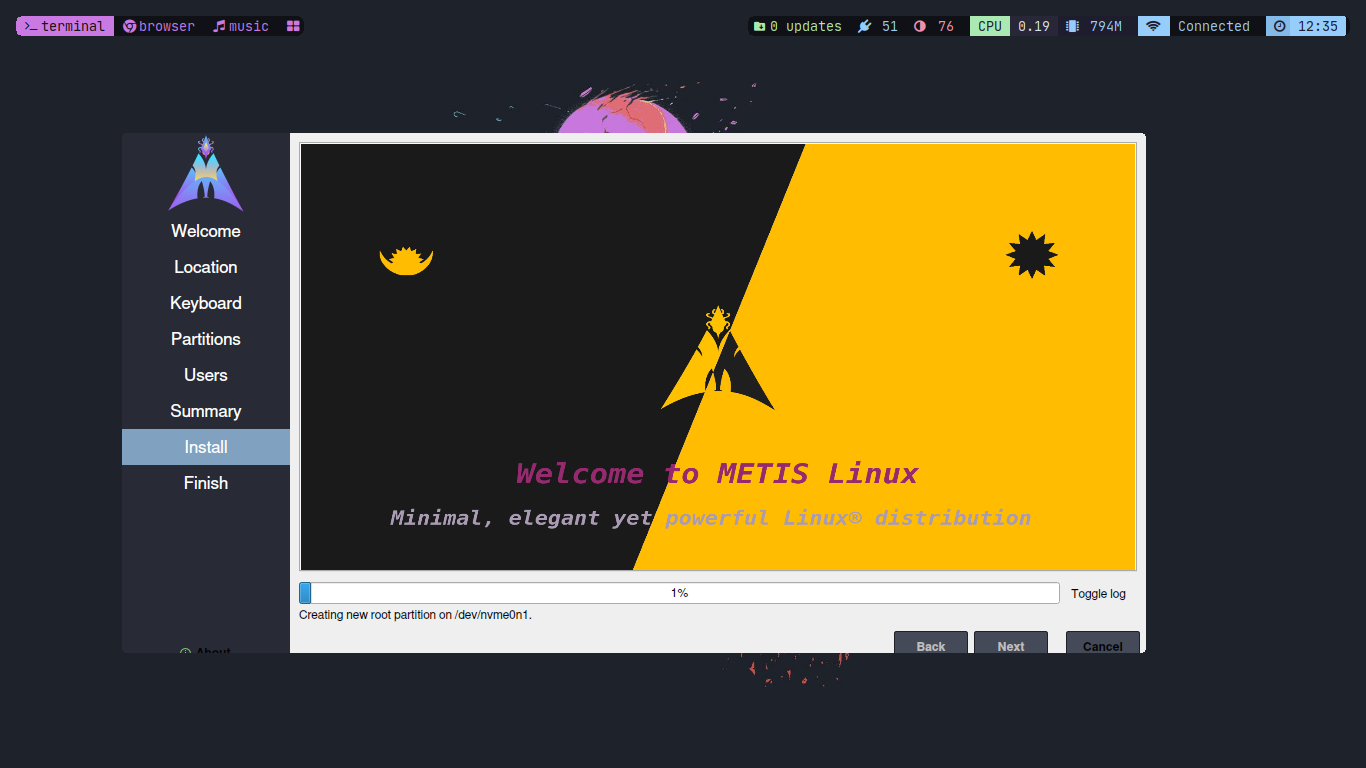 terminal browser music
0 updates 51 76 CPU 0.19 794M Connected 12:35
Welcome
Location
Keyboard
Partitions
Users
Summary
Install
Finish
About
Welcome to METIS Linux
Minimal, elegant yet powerful Linux® distribution
1%
Toggle log
Creating new root partition on /dev/nvme0n1.
Back Next Cancel